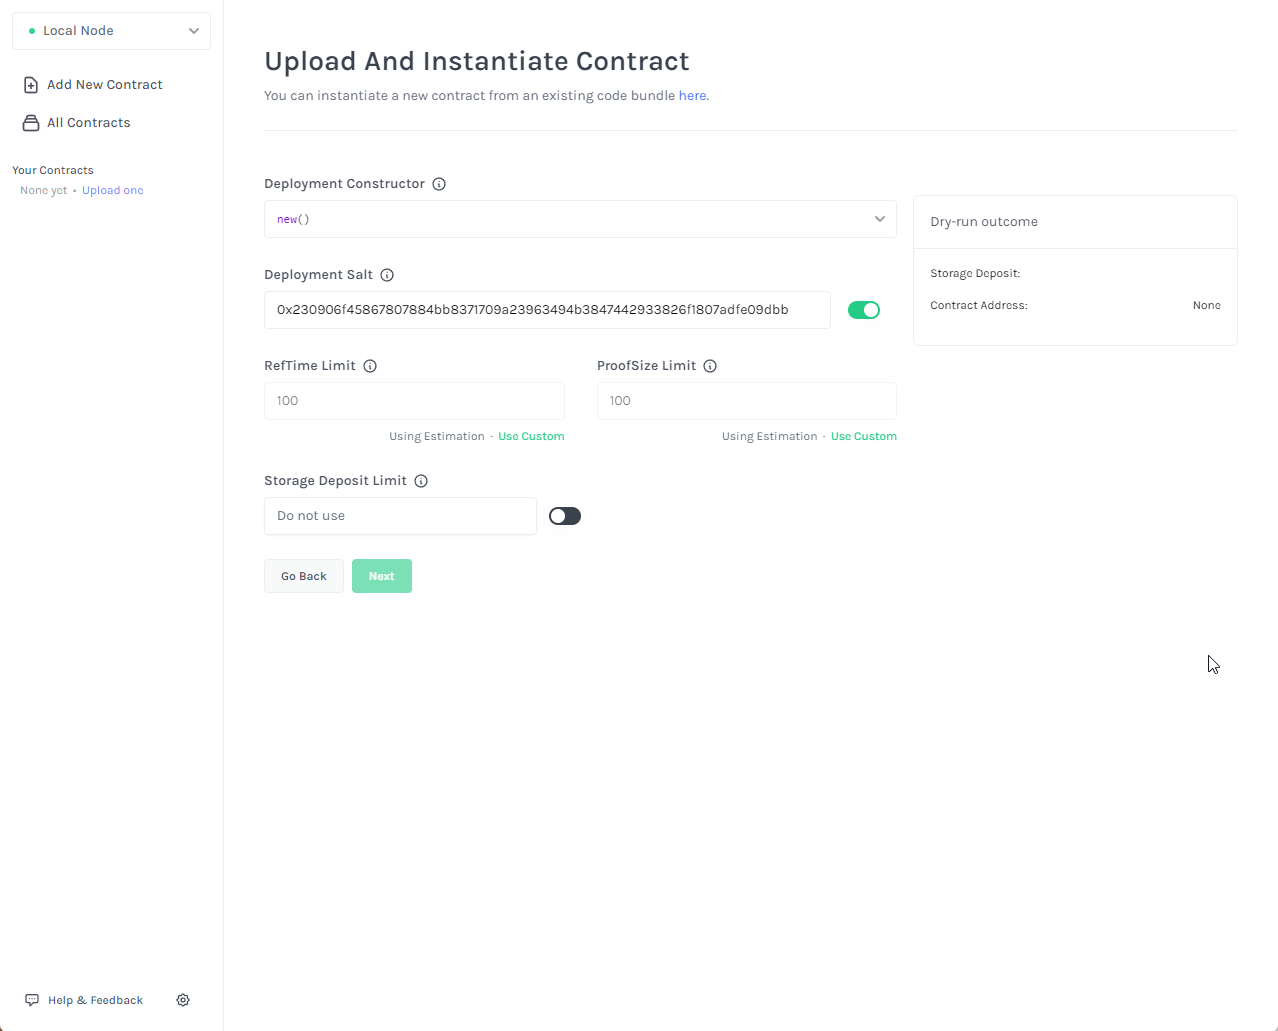 Local Node
Add New Contract
All Contracts
Your Contracts
None yet • Upload one
Help & Feedback
Upload And Instantiate Contract
You can instantiate a new contract from an existing code bundle here.
Deployment Constructor
new()
Deployment Salt
0x230906f45867807884bb8371709a23963494b3847442933826f1807adfe09dbb
RefTime Limit
ProofSize Limit
100
100
Using Estimation · Use Custom
Using Estimation · Use Custom
Storage Deposit Limit
Do not use
Go Back
Next
Dry-run outcome
Storage Deposit:
Contract Address: None